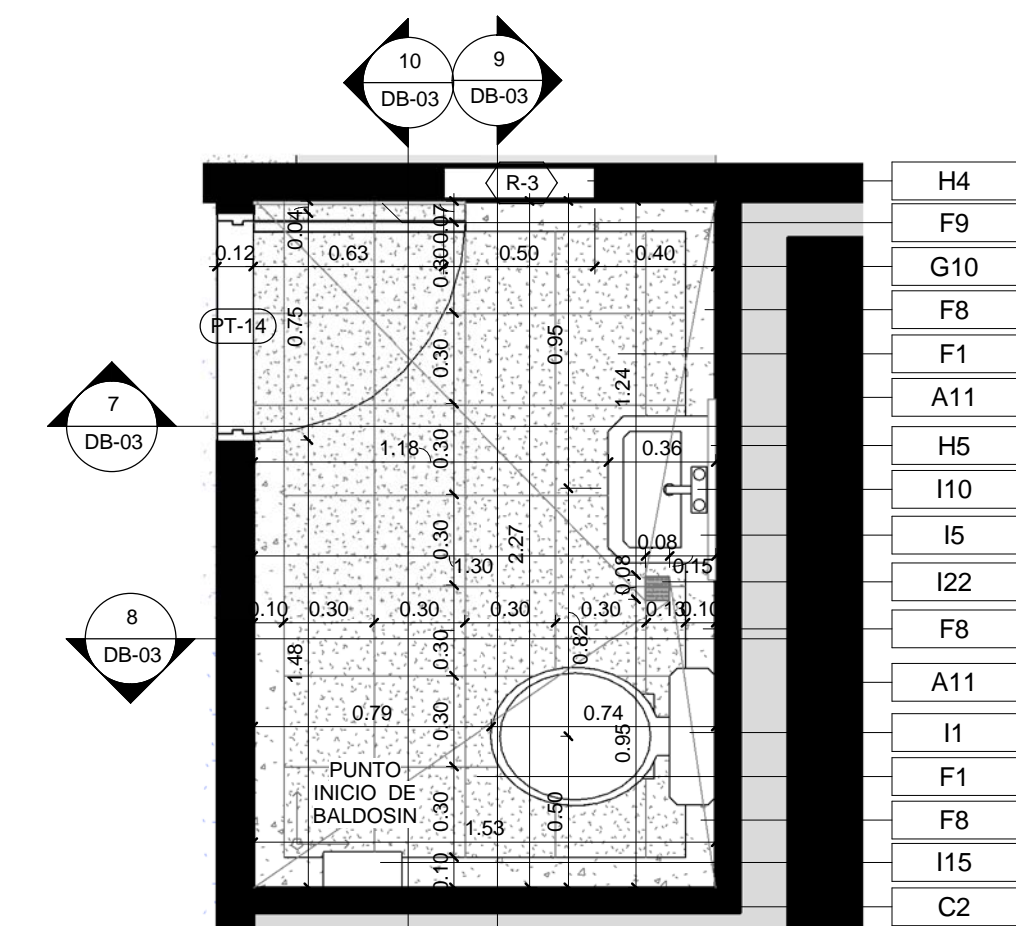 10
DB-03
9
DB-03
R-3
H4
F9
G10
F8
F1
A11
H5
I10
I5
I22
F8
A11
I1
F1
F8
I15
C2
0.04
0.07
0.12
0.63
0.30
0.50
0.40
PT-14
0.75
0.30
0.95
1.24
7
DB-03
1.18
0.30
0.36
0.30
2.27
1.30
0.08
0.15
0.08
0.10
0.30
0.30
0.30
0.30
0.13
0.10
8
DB-03
1.48
0.30
0.82
0.79
0.30
0.74
0.95
PUNTO
INICIO DE
BALDOSIN
0.30
0.50
1.53
0.10